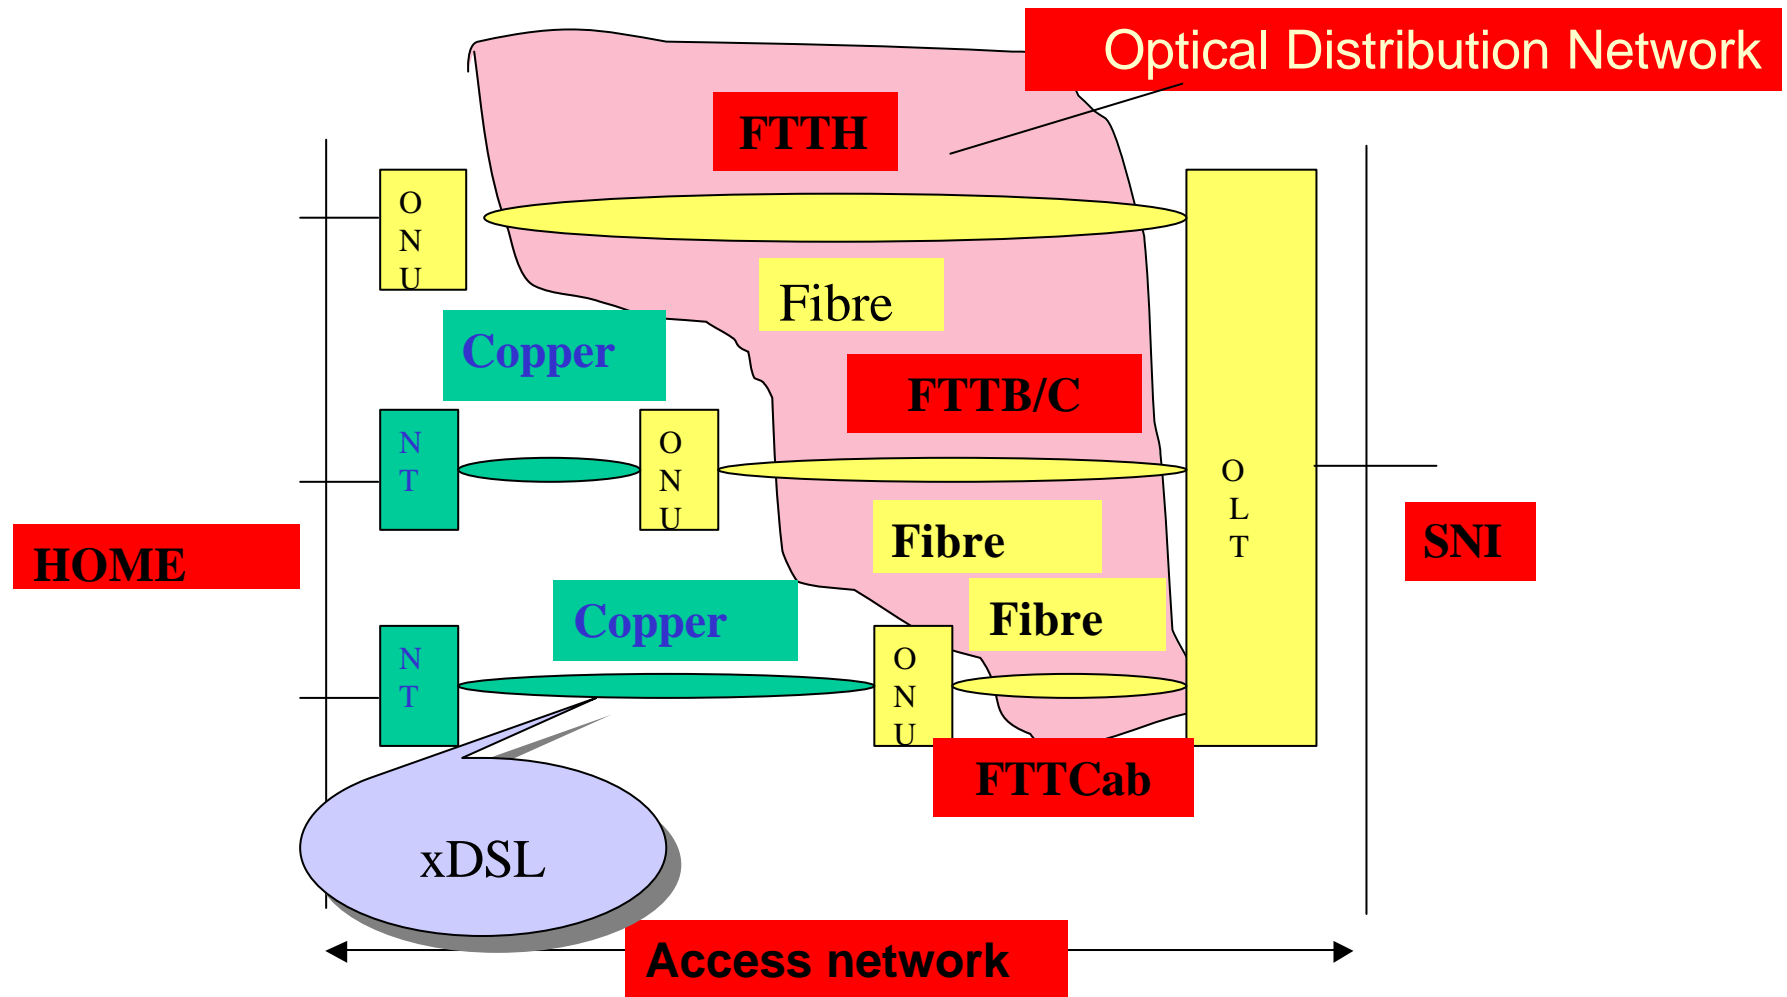 Optical Distribution Network
FTTH
O
N
U
Fibre
Copper
FTTB/C
N
T
O
N
U
O
L
T
Fibre
SNI
HOME
Copper
Fibre
N
T
O
N
U
FTTCab
xDSL
Access network